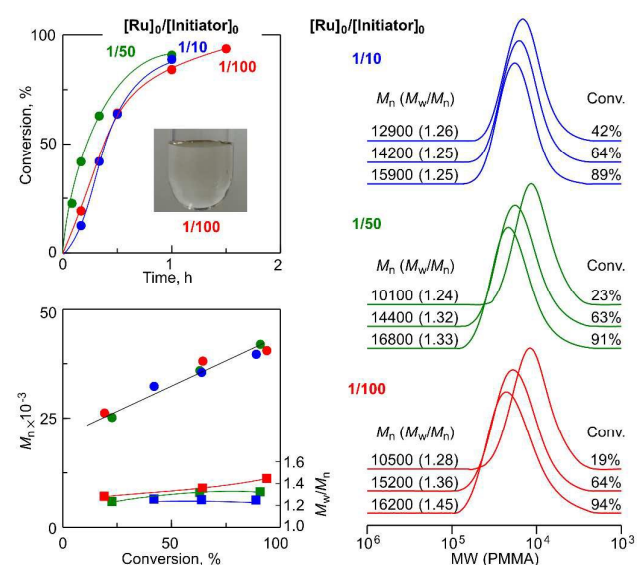 [Ru]0/[Initiator]0
100
1/50
1/10
1/100
Conversion, %
50
1/100
0
0
1
2
Time, h
50
Mn×10-3
25
0
1.6
1.4
1.2
1.0
Mw/Mn
0
50
100
Conversion, %
[Ru]0/[Initiator]0
1/10
Mn (Mw/Mn) Conv.
12900 (1.26) 42%
14200 (1.25) 64%
15900 (1.25) 89%
1/50
Mn (Mw/Mn) Conv.
10100 (1.24) 23%
14400 (1.32) 63%
16800 (1.33) 91%
1/100
Mn (Mw/Mn) Conv.
10500 (1.28) 19%
15200 (1.36) 64%
16200 (1.45) 94%
106 105 104 103
MW (PMMA)